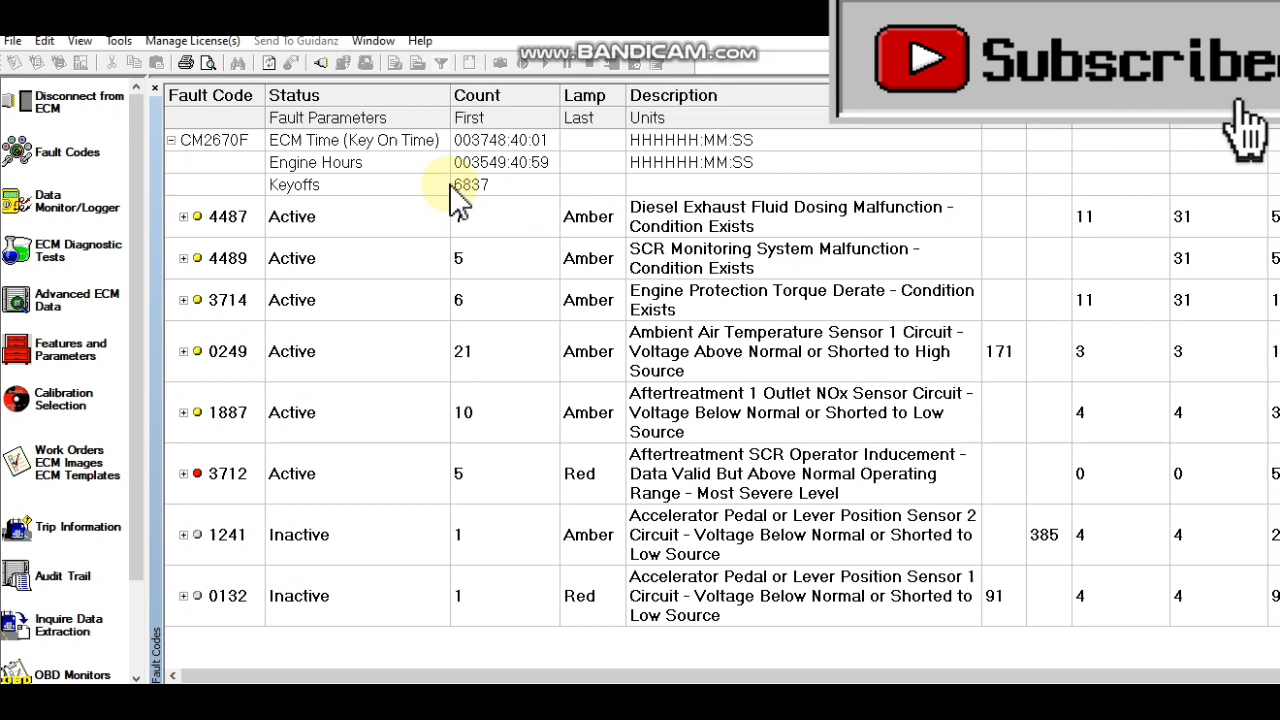 www.BANDICAM.com
Subscribe
File Edit View Tools Manage License(s) Send To Guidanz Window Help
Disconnect from
ECM
Fault Codes
Data
Monitor/Logger
ECM Diagnostic
Tests
Advanced ECM
Data
Features and
Parameters
Calibration
Selection
Work Orders
ECM Images
ECM Templates
Trip Information
Audit Trail
Inquire Data
Extraction
OBD Monitors
OBD
Fault Codes
Fault Code Status Count Lamp Description
Fault Parameters First Last Units
CM2670F ECM Time (Key On Time) 003748:40:01 HHHHHH:MM:SS
Engine Hours 003549:40:59 HHHHHH:MM:SS
Keyoffs 6837
4487 Active Amber Diesel Exhaust Fluid Dosing Malfunction - 11 31 5
Condition Exists
4489 Active 5 Amber SCR Monitoring System Malfunction - 31 5
Condition Exists
3714 Active 6 Amber Engine Protection Torque Derate - Condition 11 31 1
Exists
0249 Active 21 Amber Ambient Air Temperature Sensor 1 Circuit - 171 3 3 1
Voltage Above Normal or Shorted to High
Source
1887 Active 10 Amber Aftertreatment 1 Outlet NOx Sensor Circuit - 4 4 3
Voltage Below Normal or Shorted to Low
Source
3712 Active 5 Red Aftertreatment SCR Operator Inducement - 0 0 5
Data Valid But Above Normal Operating
Range - Most Severe Level
1241 Inactive 1 Amber Accelerator Pedal or Lever Position Sensor 2 385 4 4 2
Circuit - Voltage Below Normal or Shorted to
Low Source
0132 Inactive 1 Red Accelerator Pedal or Lever Position Sensor 1 91 4 4 9
Circuit - Voltage Below Normal or Shorted to
Low Source